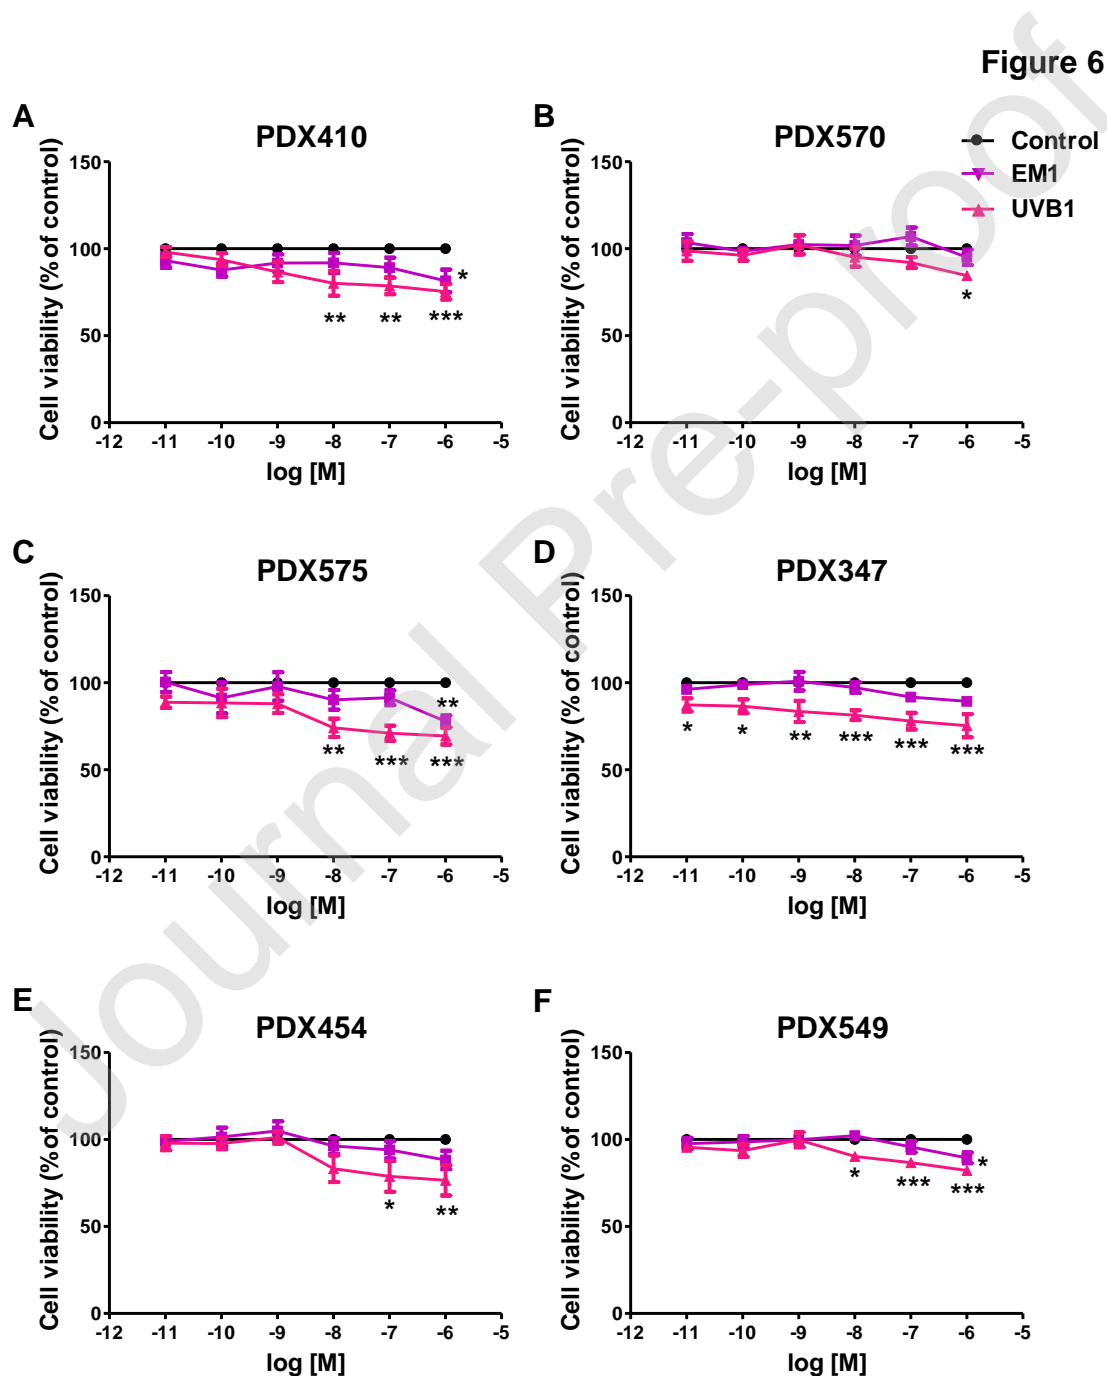 Figure 6
A
PDX410
150
100
50
0
Cell viability (% of control)
*
** ** ***
-12 -11 -10 -9 -8 -7 -6 -5
log [M]
B
PDX570
Control
EM1
UVB1
150
100
50
0
Cell viability (% of control)
*
-12 -11 -10 -9 -8 -7 -6 -5
log [M]
C
PDX575
150
100
50
0
Cell viability (% of control)
**
** *** ***
-12 -11 -10 -9 -8 -7 -6 -5
log [M]
D
PDX347
150
100
50
0
Cell viability (% of control)
* * ** *** *** ***
-12 -11 -10 -9 -8 -7 -6 -5
log [M]
E
PDX454
150
100
50
0
Cell viability (% of control)
* **
-12 -11 -10 -9 -8 -7 -6 -5
log [M]
F
PDX549
150
100
50
0
Cell viability (% of control)
*
* *** ***
-12 -11 -10 -9 -8 -7 -6 -5
log [M]
Journal Pre-proof